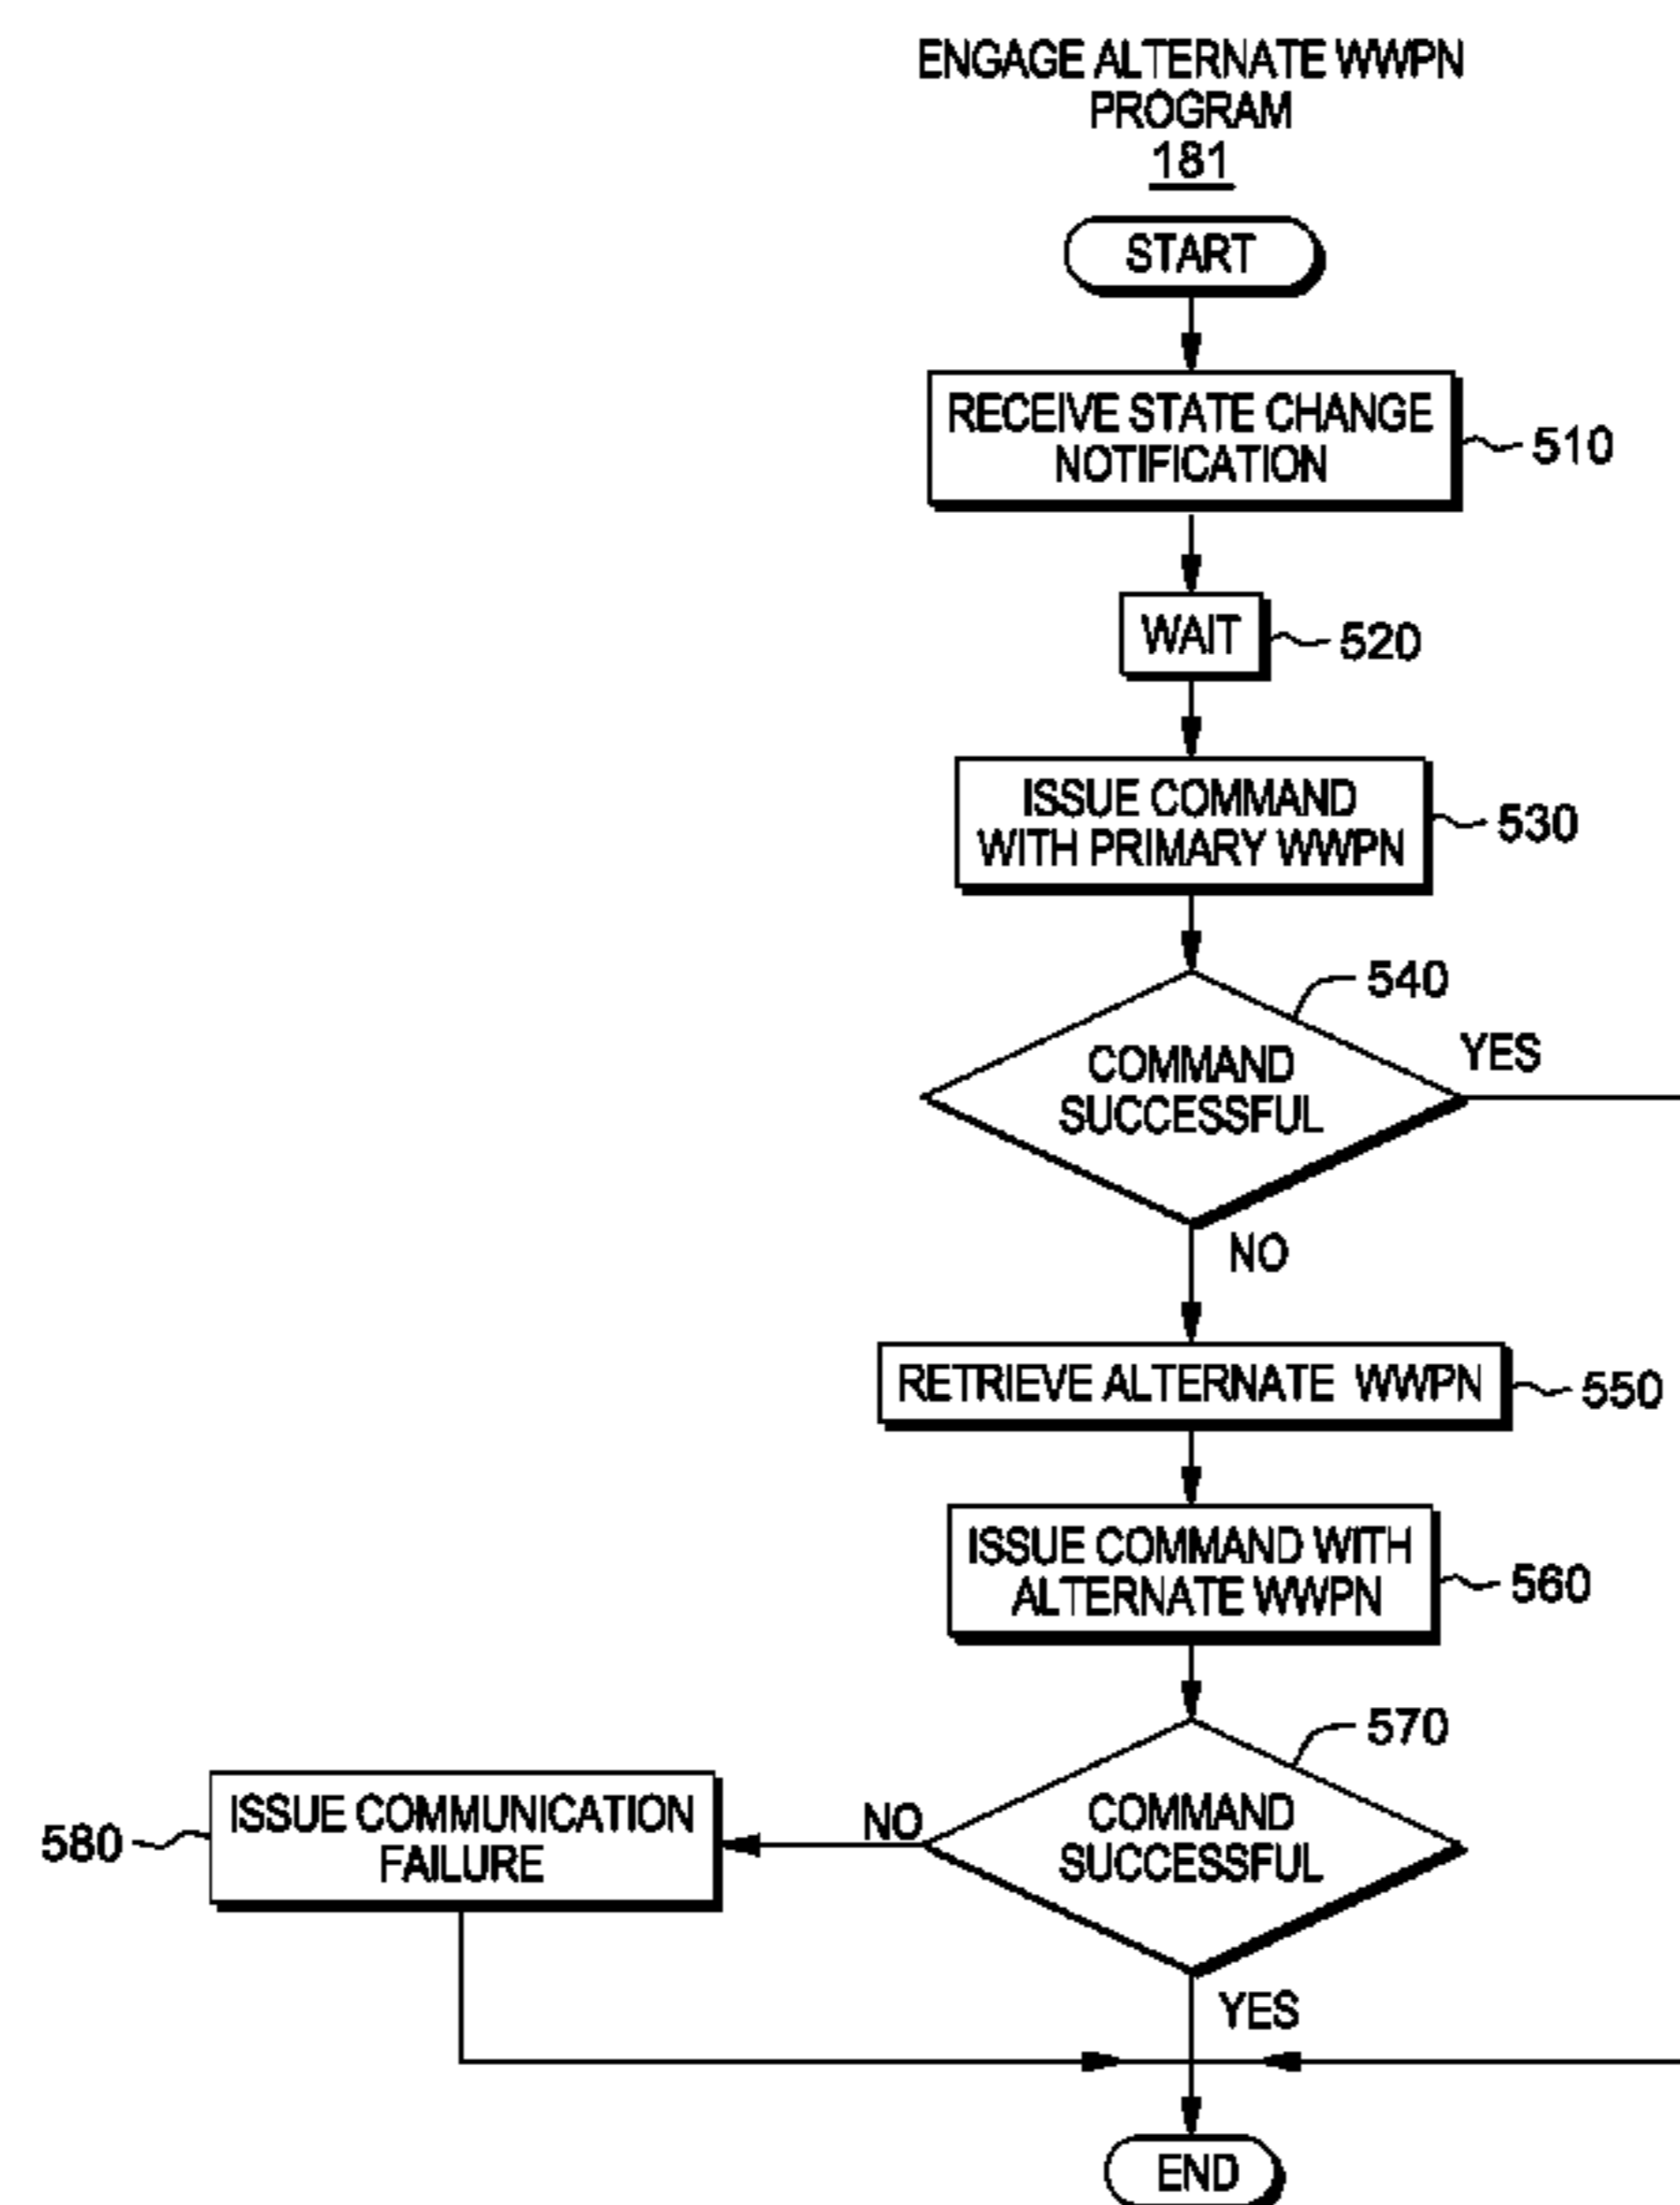 ENGAGE ALTERNATE WWPN
PROGRAM
181
START
RECEIVE STATE CHANGE
NOTIFICATION
510
WAIT
520
ISSUE COMMAND
WITH PRIMARY WWPN
530
540
COMMAND
SUCCESSFUL
YES
NO
RETRIEVE ALTERNATE WWPN
550
ISSUE COMMAND WITH
ALTERNATE WWPN
560
570
COMMAND
SUCCESSFUL
NO
ISSUE COMMUNICATION
FAILURE
580
YES
END